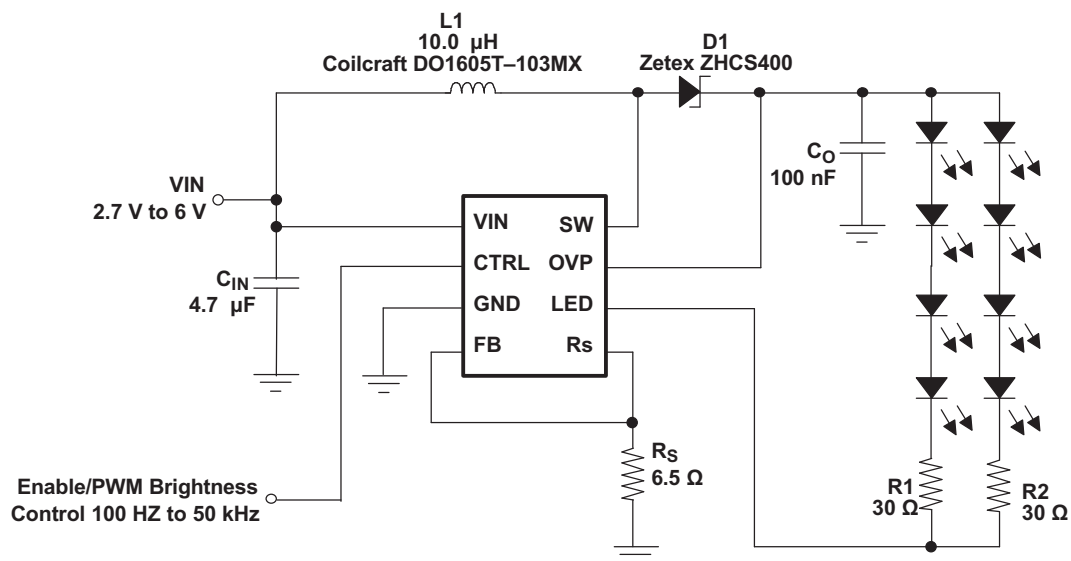 L1
10.0 µH
Coilcraft DO1605T–103MX
D1
Zetex ZHCS400
CO
100 nF
VIN
2.7 V to 6 V
CIN
4.7 µF
VIN
SW
CTRL
OVP
GND
LED
FB
Rs
RS
6.5 Ω
R1
30 Ω
R2
30 Ω
Enable/PWM Brightness
Control 100 HZ to 50 kHz